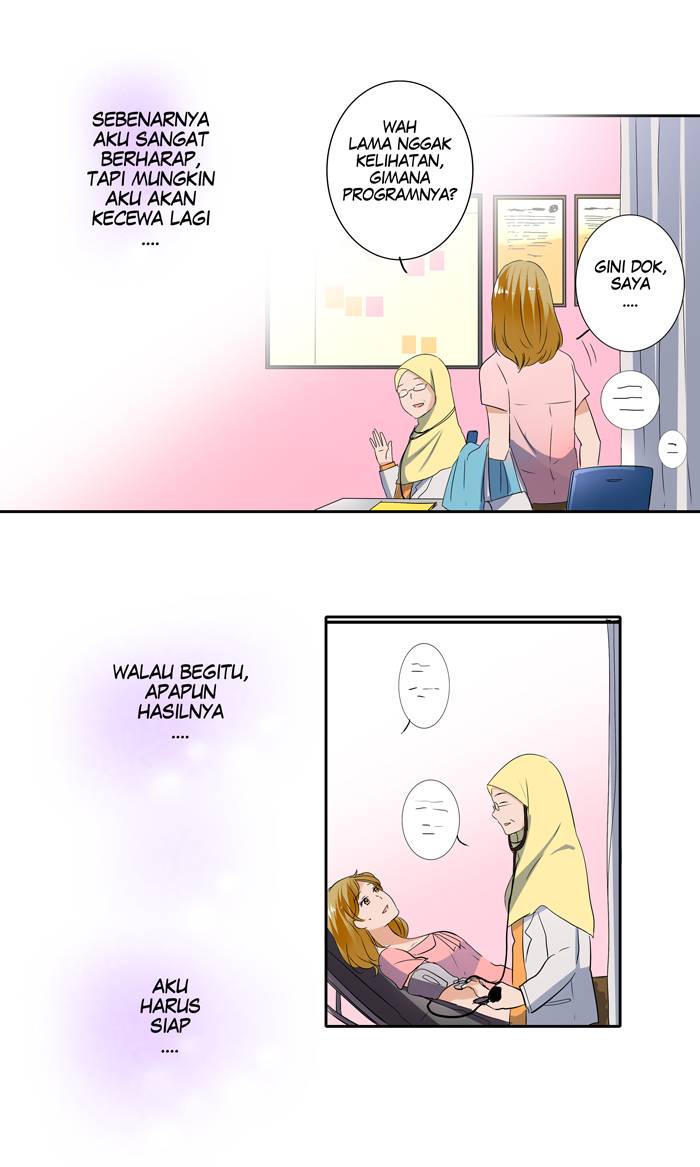 SEBENARNYA
AKU SANGAT
BERHARAP,
TAPI MUNGKIN
AKU AKAN
KECEWA LAGI
....
WAH
LAMA NGGAK
KELIHATAN,
GIMANA
PROGRAMNYA?
GINI DOK,
SAYA
....
WALAU BEGITU,
APAPUN
HASILNYA
....
AKU
HARUS
SIAP
....